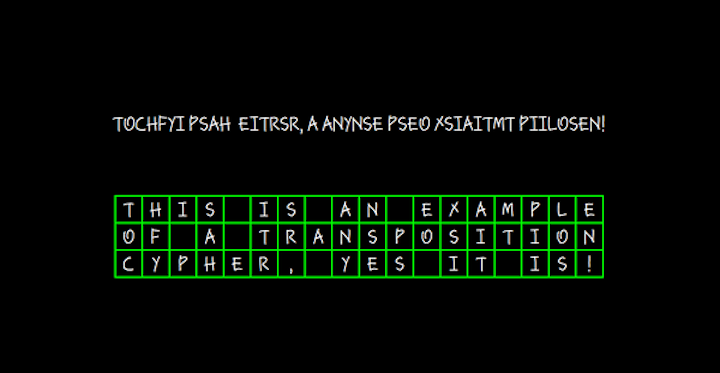 TOCHFYI PSAH  EITRSR, A ANYNSE PSEO XSIAITMT PIILOSEN!
THIS IS AN EXAMPLE
OF A TRANSPOSITION
CYPHER, YES IT IS!